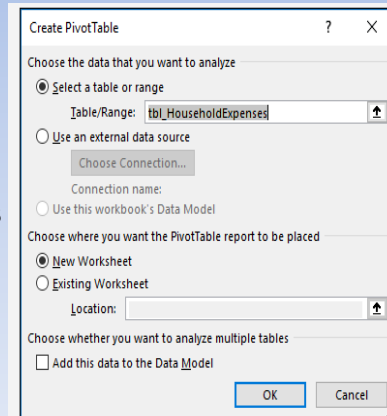 Create PivotTable ? X
Choose the data that you want to analyze
Select a table or range
Table/Range: tbl_HouseholdExpenses
Use an external data source
Choose Connection...
Connection name:
Use this workbook's Data Model
Choose where you want the PivotTable report to be placed
New Worksheet
Existing Worksheet
Location:
Choose whether you want to analyze multiple tables
Add this data to the Data Model
OK Cancel